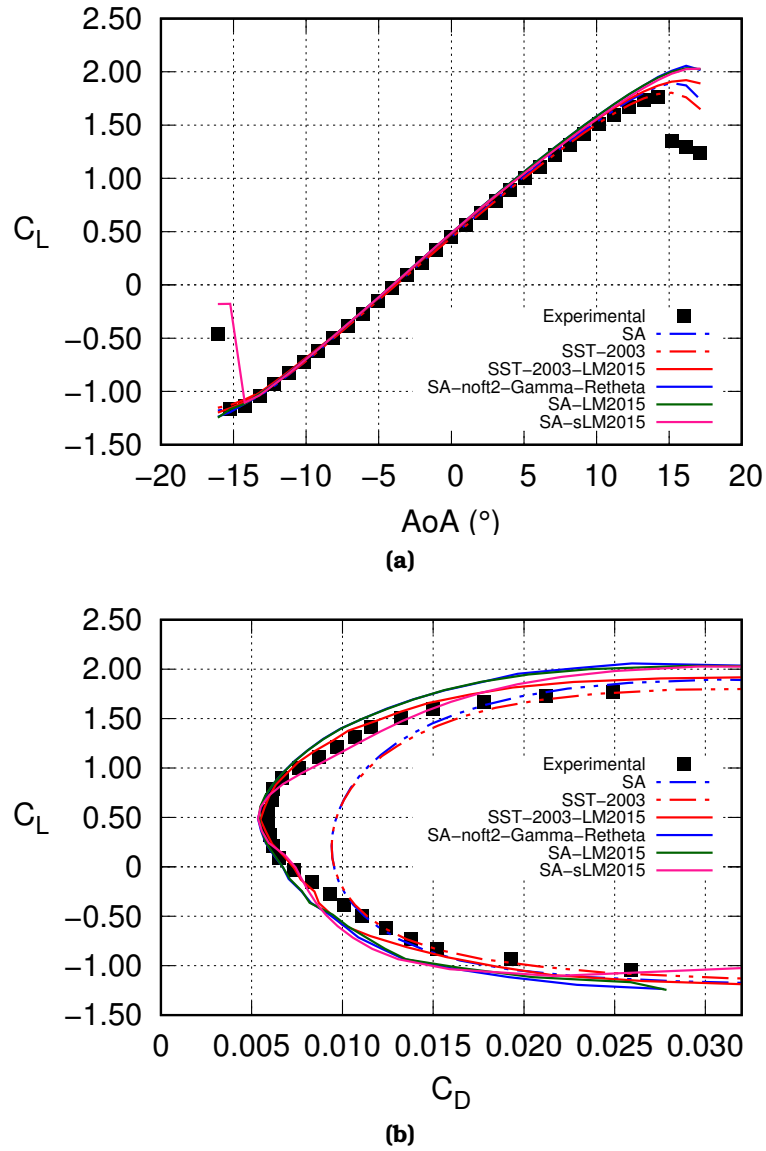 2.50
2.00
1.50
1.00
C_L
0.50
0
Experimental
SA
−0.50
SST−2003
SST−2003−LM2015
SA−noft2−Gamma−Retheta
−1.00
SA−LM2015
SA−sLM2015
−1.50
−20 −15 −10 −5 0 5 10 15 20
AoA (°)
(a)
2.50
2.00
1.50
1.00
Experimental
SA
C_L
0.50
SST−2003
SST−2003−LM2015
SA−noft2−Gamma−Retheta
0
SA−LM2015
SA−sLM2015
−0.50
−1.00
−1.50
0 0.005 0.010 0.015 0.020 0.025 0.030
C_D
(b)